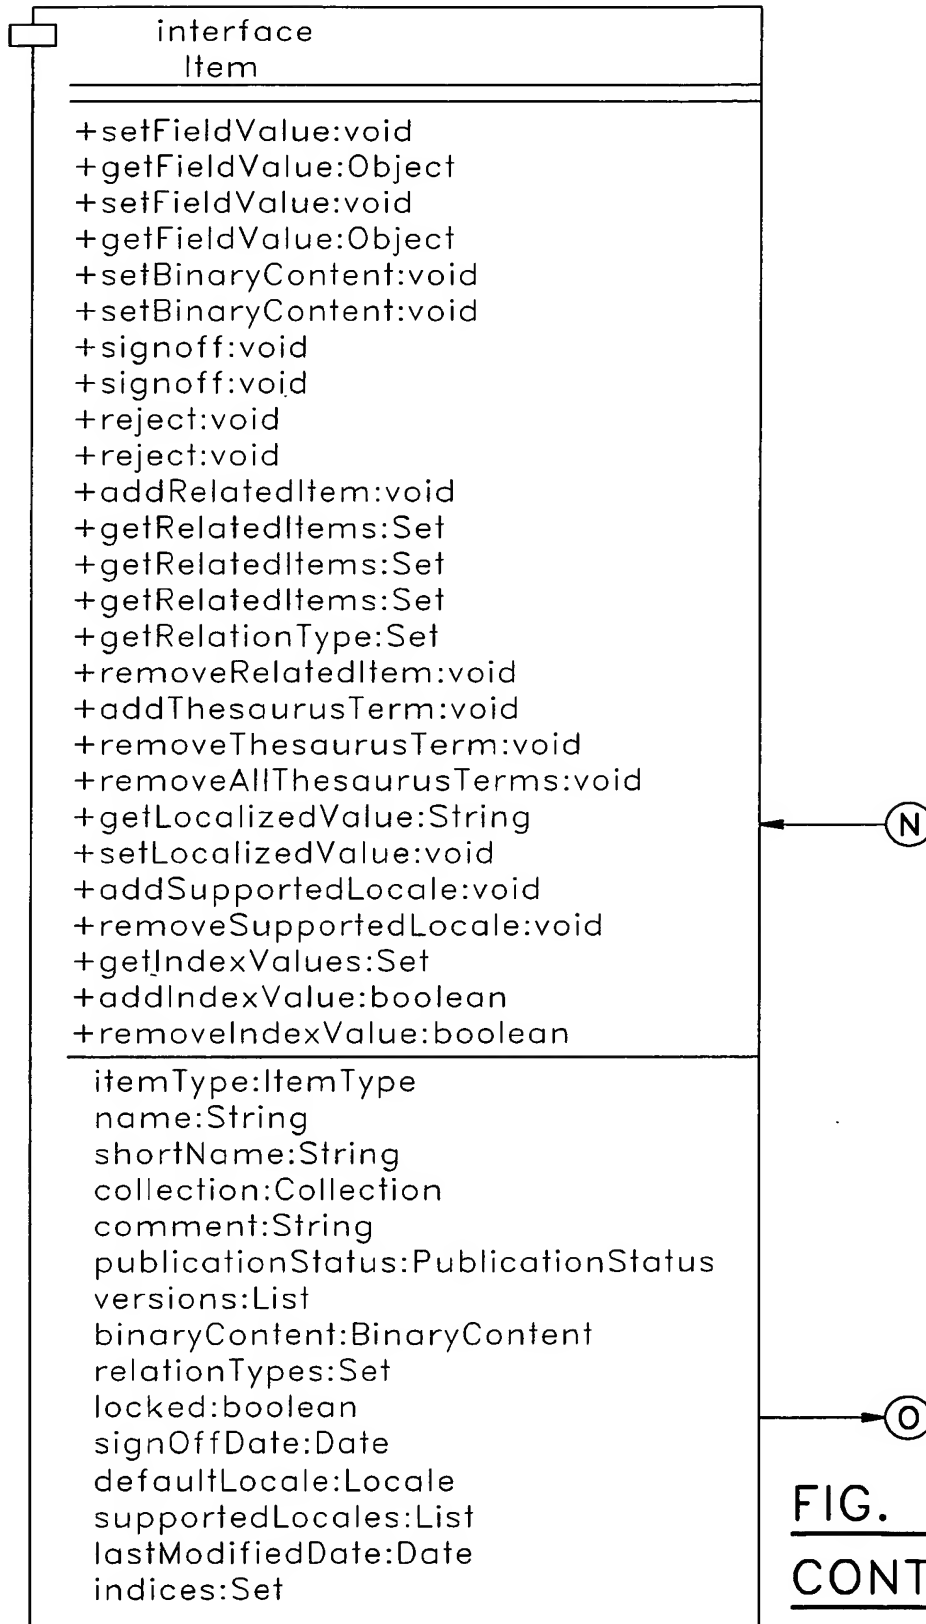 interface
Item
+setFieldValue:void
+getFieldValue:Object
+setFieldValue:void
+getFieldValue:Object
+setBinaryContent:void
+setBinaryContent:void
+signoff:void
+signoff:void
+reject:void
+reject:void
+addRelatedItem:void
+getRelatedItems:Set
+getRelatedItems:Set
+getRelatedItems:Set
+getRelationType:Set
+removeRelatedItem:void
+addThesaurusTerm:void
+removeThesaurusTerm:void
+removeAllThesaurusTerms:void
+getLocalizedValue:String
N
+setLocalizedValue:void
+addSupportedLocale:void
+removeSupportedLocale:void
+getIndexValues:Set
+addIndexValue:boolean
+removeIndexValue:boolean
itemType:ItemType
name:String
shortName:String
collection:Collection
comment:String
publicationStatus:PublicationStatus
versions:List
binaryContent:BinaryContent
relationTypes:Set
locked:boolean
O
signOffDate:Date
defaultLocale:Locale
supportedLocales:List
lastModifiedDate:Date
indices:Set
FIG.
CONT